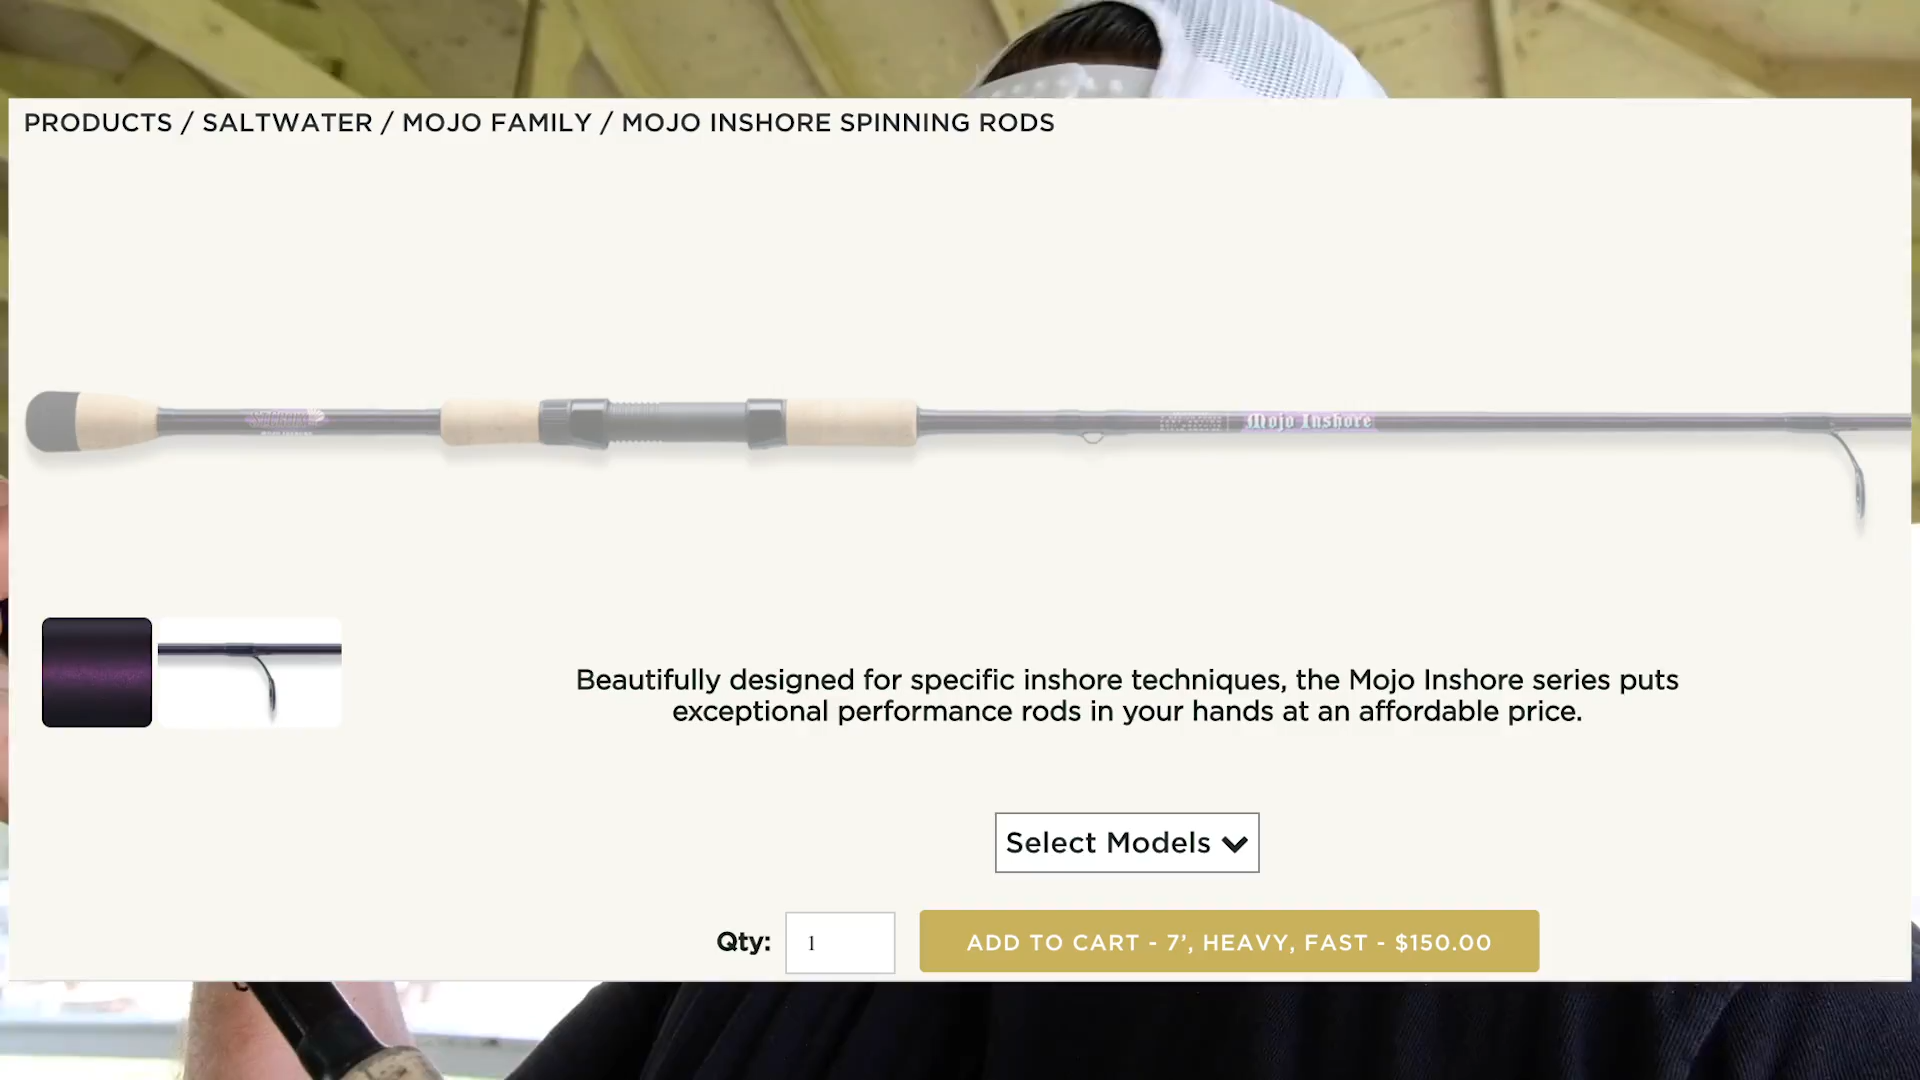 PRODUCTS / SALTWATER / MOJO FAMILY / MOJO INSHORE SPINNING RODS
Mojo Inshore
Beautifully designed for specific inshore techniques, the Mojo Inshore series puts
exceptional performance rods in your hands at an affordable price.
Select Models
Qty: 1 ADD TO CART - 7’, HEAVY, FAST - $150.00